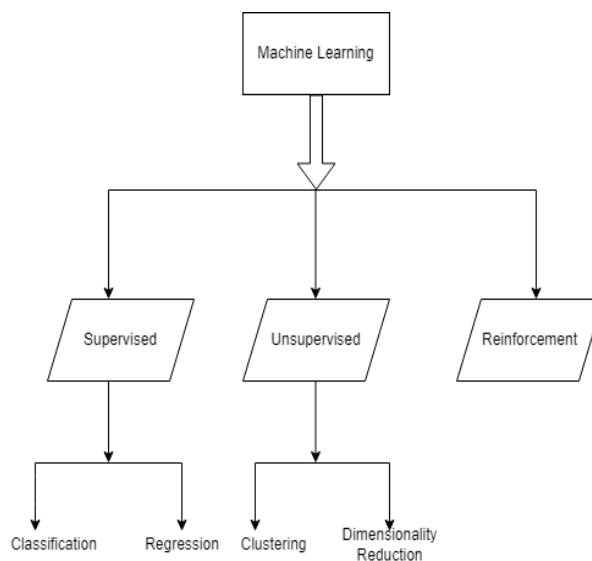 Machine Learning
Supervised
Unsupervised
Reinforcement
Classification
Regression
Clustering
Dimensionality
Reduction